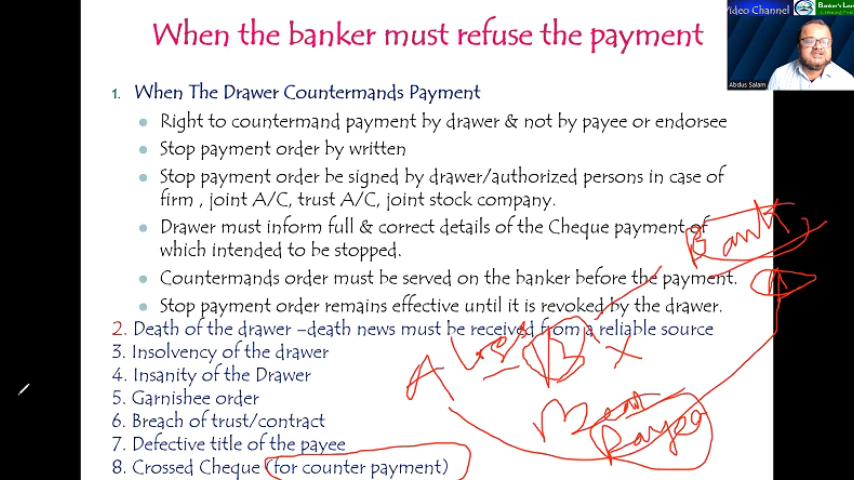 When the banker must refuse the payment
Video Channel
Abdus Salam
1. When The Drawer Countermands Payment
Right to countermand payment by drawer & not by payee or endorsee
Stop payment order by written
Stop payment order be signed by drawer/authorized persons in case of
firm , joint A/C, trust A/C, joint stock company.
Drawer must inform full & correct details of the Cheque payment of
which intended to be stopped.
Countermands order must be served on the banker before the payment.
Stop payment order remains effective until it is revoked by the drawer.
2. Death of the drawer –death news must be received from a reliable source
3. Insolvency of the drawer
4. Insanity of the Drawer
5. Garnishee order
6. Breach of trust/contract
7. Defective title of the payee
8. Crossed Cheque (for counter payment)
Bank
A
A
B
X
Payee